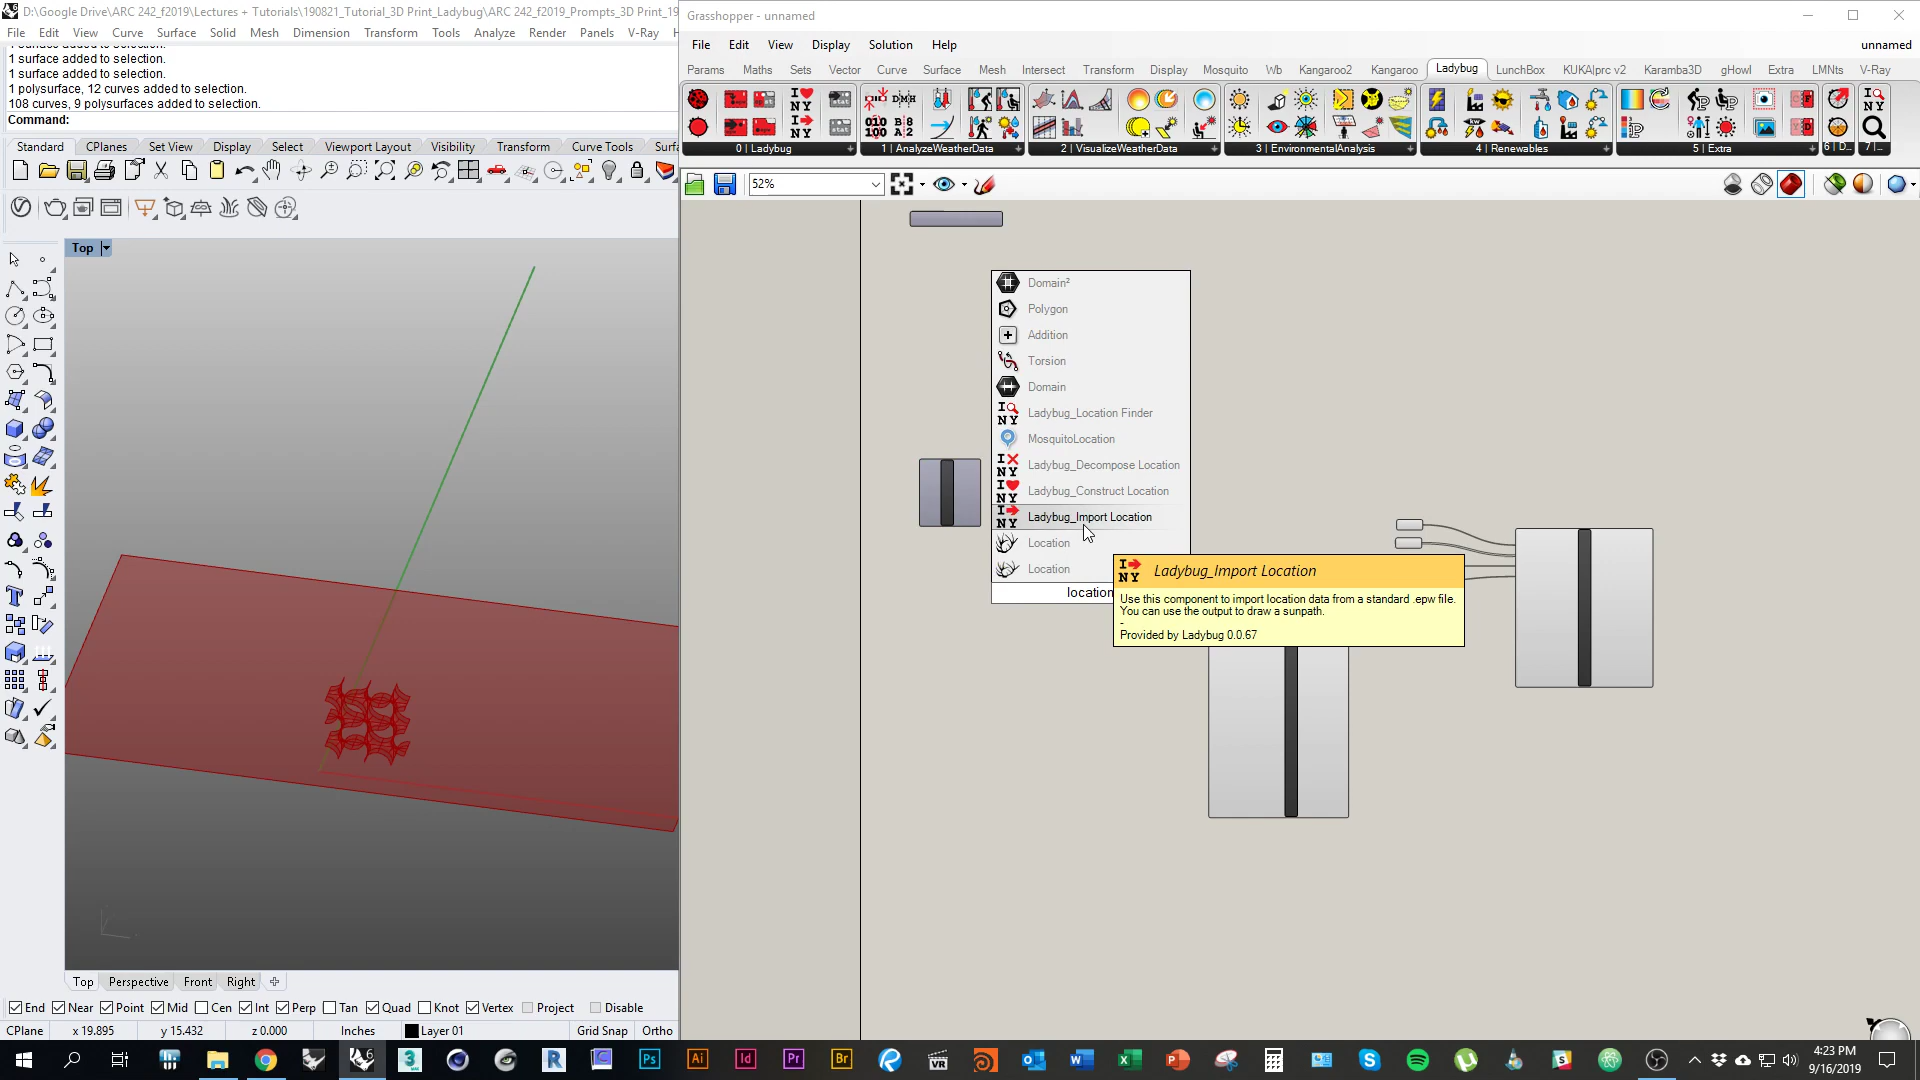 D:\Google Drive\ARC 242_f2019\Lectures + Tutorials\190821_Tutorial_3D Print_Ladybug\ARC 242_f2019_Prompts_3D Print_19
File Edit View Curve Surface Solid Mesh Dimension Transform Tools Analyze Render Panels V-Ray
1 surface added to selection.
1 surface added to selection.
1 polysurface, 12 curves added to selection.
108 curves, 9 polysurfaces added to selection.
Command:
Standard CPlanes Set View Display Select Viewport Layout Visibility Transform Curve Tools Surf
Top
Top Perspective Front Right
End Near Point Mid Cen Int Perp Tan Quad Knot Vertex Project Disable
CPlane x 19.895 y 15.432 z 0.000 Inches Layer 01 Grid Snap Ortho
Grasshopper - unnamed
File Edit View Display Solution Help unnamed
Params Maths Sets Vector Curve Surface Mesh Intersect Transform Display Mosquito Wb Kangaroo2 Kangaroo Ladybug LunchBox KUKA|prc v2 Karamba3D gHowl Extra LMNts V-Ray
0 | Ladybug 1 | AnalyzeWeatherData 2 | VisualizeWeatherData 3 | EnvironmentalAnalysis 4 | Renewables 5 | Extra 6 | D... 7 |...
52%
Domain²
Polygon
Addition
Torsion
Domain
Ladybug_Location Finder
MosquitoLocation
Ladybug_Decompose Location
Ladybug_Construct Location
Ladybug_Import Location
Location
Location
location
Ladybug_Import Location
Use this component to import location data from a standard .epw file.
You can use the output to draw a sunpath.
-
Provided by Ladybug 0.0.67
4:23 PM
9/16/2019